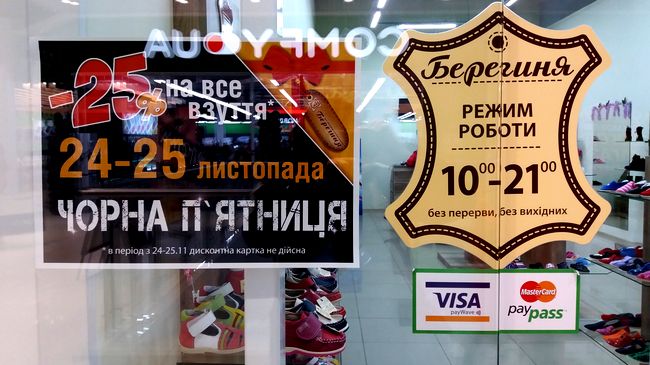 COMFY.UA
-25%
на все
взуття*
Берегиня
24-25 листопада
ЧОРНА П`ЯТНИЦЯ
* в період з 24-25.11 дисконтна картка не дійсна
Берегиня
РЕЖИМ
РОБОТИ
10⁰⁰-21⁰⁰
без перерви, без вихідних
VISA
payWave
MasterCard
PayPass